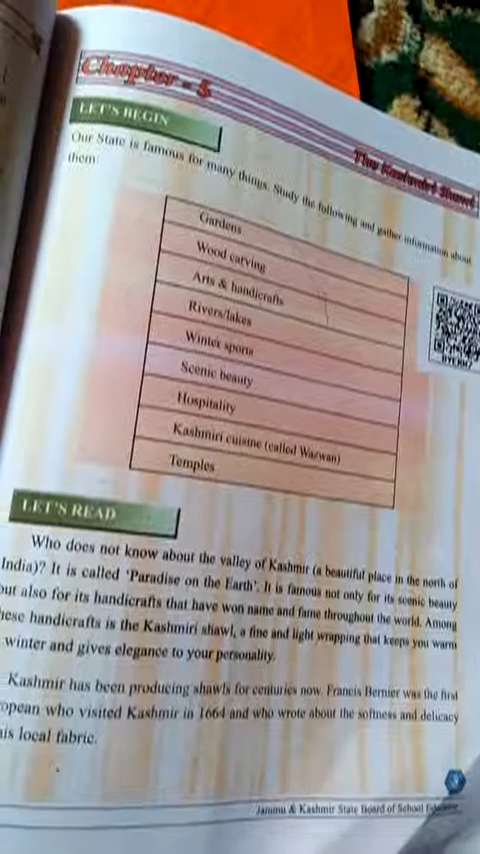 Chapter - 5
The Kashmiri Shawl
LET'S BEGIN
Our State is famous for many things. Study the following and gather information about
them:
Gardens
Wood carving
Arts & handicrafts
Rivers/lakes
Winter sports
Scenic beauty
Hospitality
Kashmiri cuisine (called Wazwan)
Temples
LET'S READ
Who does not know about the valley of Kashmir (a beautiful place in the north of
India)? It is called 'Paradise on the Earth'. It is famous not only for its scenic beauty
but also for its handicrafts that have won name and fame throughout the world. Among
hese handicrafts is the Kashmiri shawl, a fine and light wrapping that keeps you warm
winter and gives elegance to your personality.
Kashmir has been producing shawls for centuries now. Francis Bernier was the first
opean who visited Kashmir in 1664 and who wrote about the softness and delicacy
his local fabric.
Jammu & Kashmir State Board of School